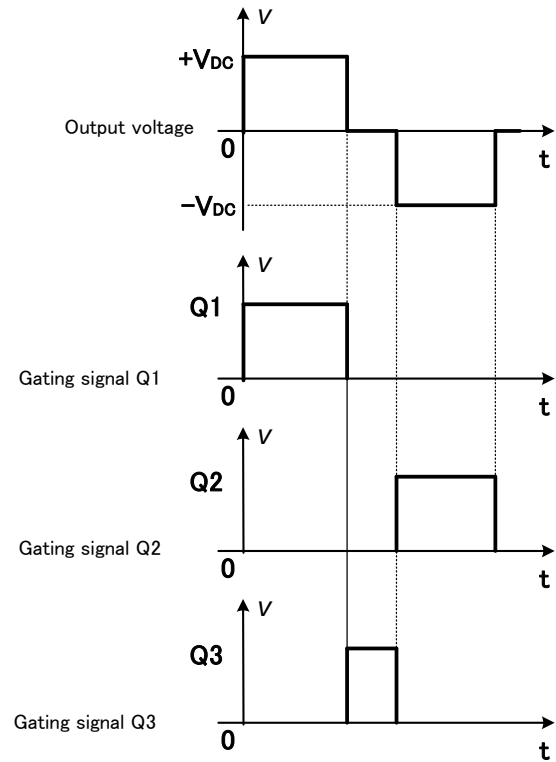 V
+VDC
Output voltage
0
t
-VDC
V
Q1
Gating signal Q1
0
t
V
Q2
Gating signal Q2
0
t
V
Q3
Gating signal Q3
0
t